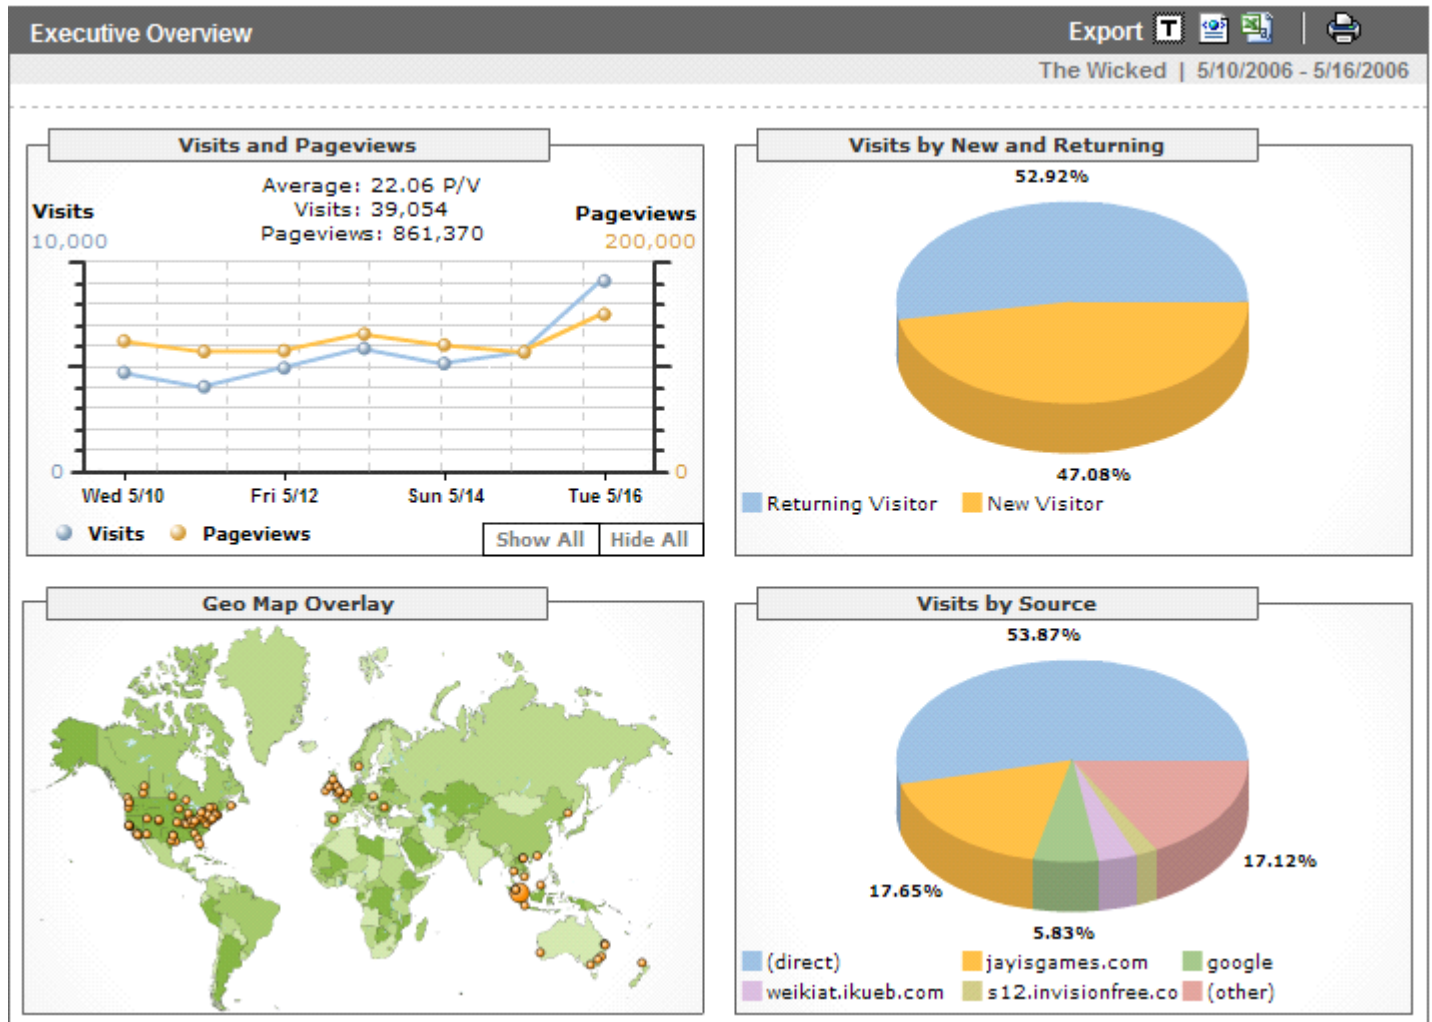 Executive Overview
Export T
The Wicked | 5/10/2006 - 5/16/2006
Visits and Pageviews
Average: 22.06 P/V
Visits: 39,054
Pageviews: 861,370
Visits
10,000
Pageviews
200,000
0
0
Wed 5/10 Fri 5/12 Sun 5/14 Tue 5/16
Visits Pageviews
Show All Hide All
Visits by New and Returning
52.92%
47.08%
Returning Visitor New Visitor
Geo Map Overlay
Visits by Source
53.87%
17.12%
17.65%
5.83%
(direct) jayisgames.com google
weikiat.ikueb.com s12.invisionfree.co (other)